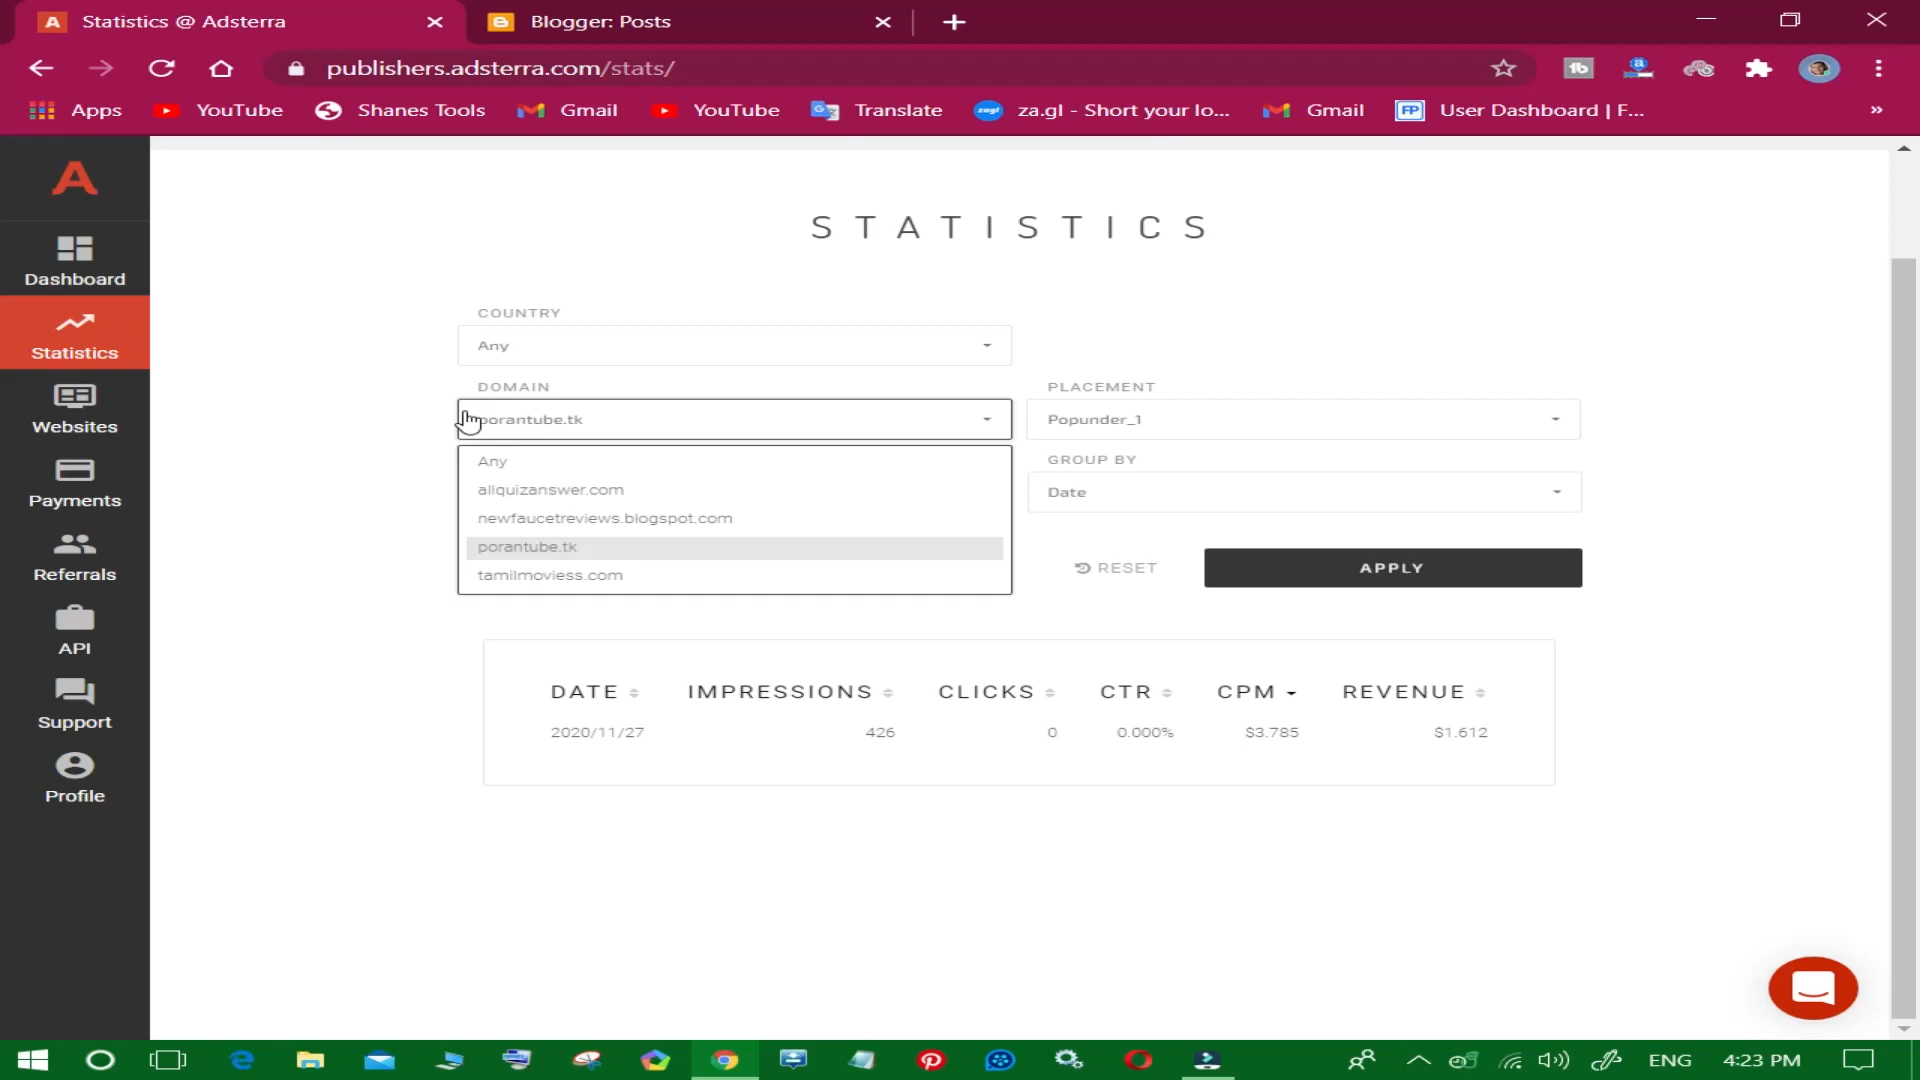 Statistics @ Adsterra
Blogger: Posts
publishers.adsterra.com/stats/
Apps
YouTube
Shanes Tools
Gmail
YouTube
Translate
za.gl - Short your lo...
Gmail
User Dashboard | F...
Dashboard
Statistics
Websites
Payments
Referrals
API
Support
Profile
STATISTICS
COUNTRY
Any
DOMAIN
porantube.tk
PLACEMENT
Popunder_1
Any
allquizanswer.com
newfaucetreviews.blogspot.com
porantube.tk
tamilmoviess.com
GROUP BY
Date
RESET
APPLY
DATE IMPRESSIONS CLICKS CTR CPM REVENUE
2020/11/27 426 0 0.000% $3.785 $1.612
ENG 4:23 PM